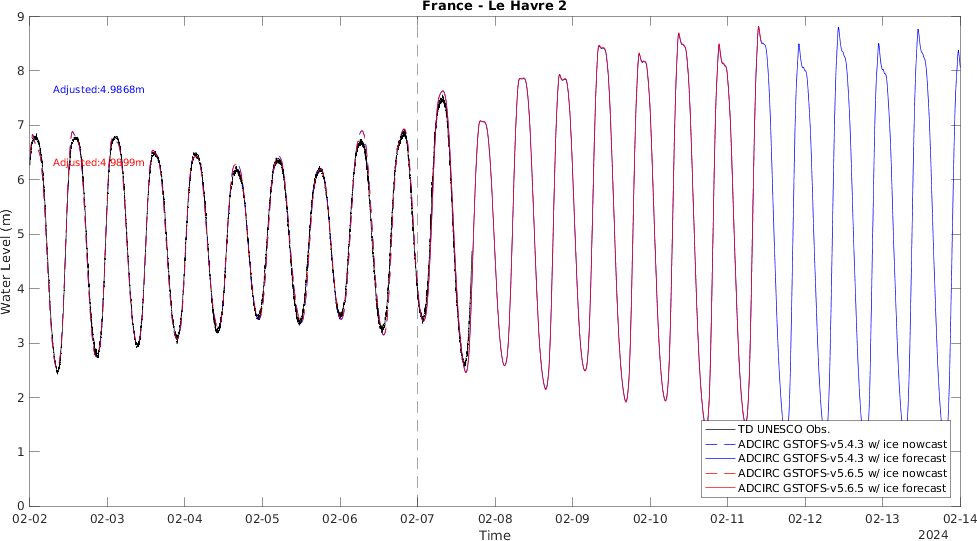 France - Le Havre 2
9
8
7
6
5
4
3
2
1
0
Water Level (m)
Adjusted:4.9868m
Adjusted:4.9899m
TD UNESCO Obs.
ADCIRC GSTOFS-v5.4.3 w/ ice nowcast
ADCIRC GSTOFS-v5.4.3 w/ ice forecast
ADCIRC GSTOFS-v5.6.5 w/ ice nowcast
ADCIRC GSTOFS-v5.6.5 w/ ice forecast
02-02 02-03 02-04 02-05 02-06 02-07 02-08 02-09 02-10 02-11 02-12 02-13 02-14
Time
2024